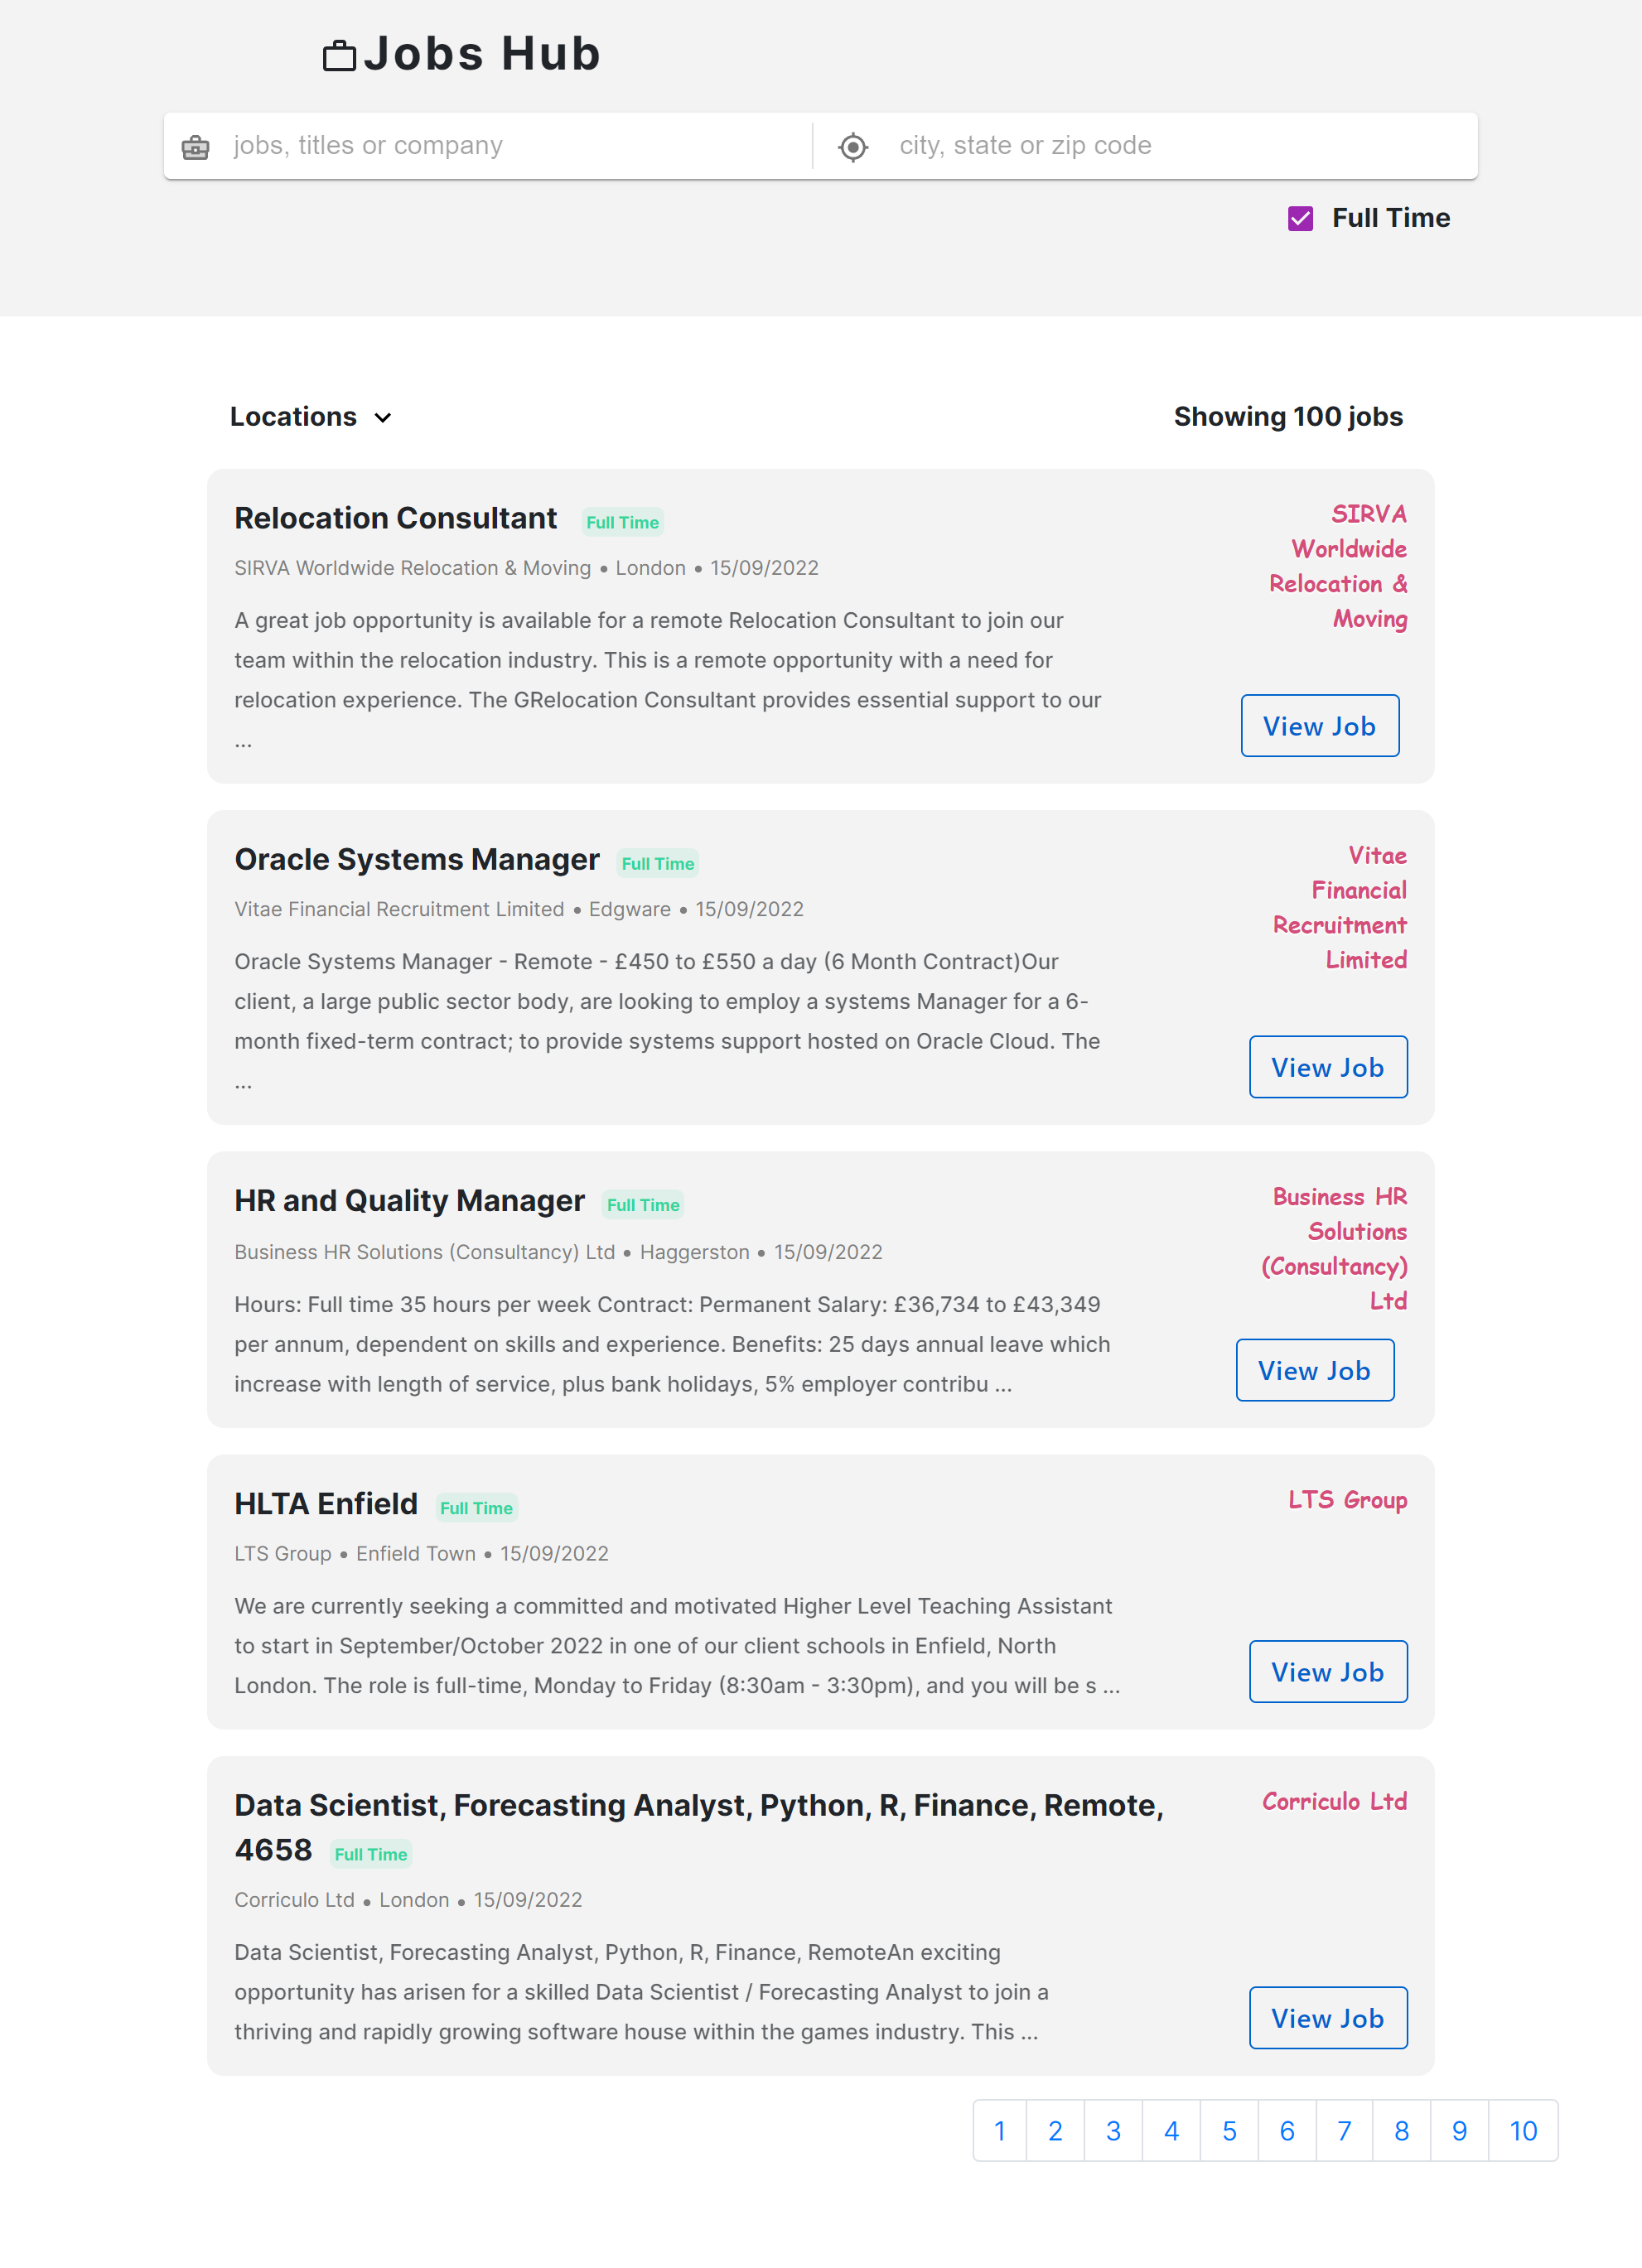 Jobs Hub
jobs, titles or company
city, state or zip code
Full Time
Locations
Showing 100 jobs
Relocation Consultant Full Time
SIRVA Worldwide Relocation & Moving • London • 15/09/2022
A great job opportunity is available for a remote Relocation Consultant to join our
team within the relocation industry. This is a remote opportunity with a need for
relocation experience. The GRelocation Consultant provides essential support to our
...
SIRVA
Worldwide
Relocation &
Moving
View Job
Oracle Systems Manager Full Time
Vitae Financial Recruitment Limited • Edgware • 15/09/2022
Oracle Systems Manager - Remote - £450 to £550 a day (6 Month Contract)Our
client, a large public sector body, are looking to employ a systems Manager for a 6-
month fixed-term contract; to provide systems support hosted on Oracle Cloud. The
...
Vitae
Financial
Recruitment
Limited
View Job
HR and Quality Manager Full Time
Business HR Solutions (Consultancy) Ltd • Haggerston • 15/09/2022
Hours: Full time 35 hours per week Contract: Permanent Salary: £36,734 to £43,349
per annum, dependent on skills and experience. Benefits: 25 days annual leave which
increase with length of service, plus bank holidays, 5% employer contribu ...
Business HR
Solutions
(Consultancy)
Ltd
View Job
HLTA Enfield Full Time
LTS Group • Enfield Town • 15/09/2022
We are currently seeking a committed and motivated Higher Level Teaching Assistant
to start in September/October 2022 in one of our client schools in Enfield, North
London. The role is full-time, Monday to Friday (8:30am - 3:30pm), and you will be s ...
LTS Group
View Job
Data Scientist, Forecasting Analyst, Python, R, Finance, Remote,
4658 Full Time
Corriculo Ltd • London • 15/09/2022
Data Scientist, Forecasting Analyst, Python, R, Finance, RemoteAn exciting
opportunity has arisen for a skilled Data Scientist / Forecasting Analyst to join a
thriving and rapidly growing software house within the games industry. This ...
Corriculo Ltd
View Job
1 2 3 4 5 6 7 8 9 10